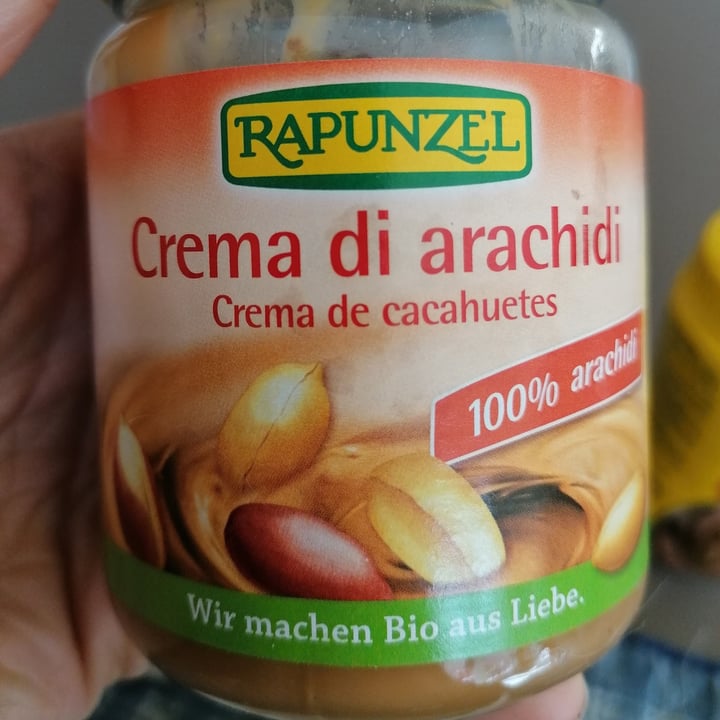 RAPUNZEL
Crema di arachidi
Crema de cacahuetes
100% arachidi
Wir machen Bio aus Liebe.